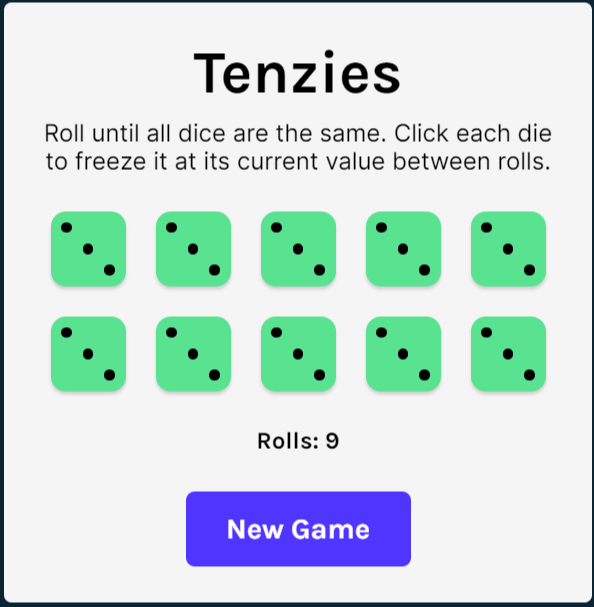 Tenzies
Roll until all dice are the same. Click each die
to freeze it at its current value between rolls.
Rolls: 9
New Game